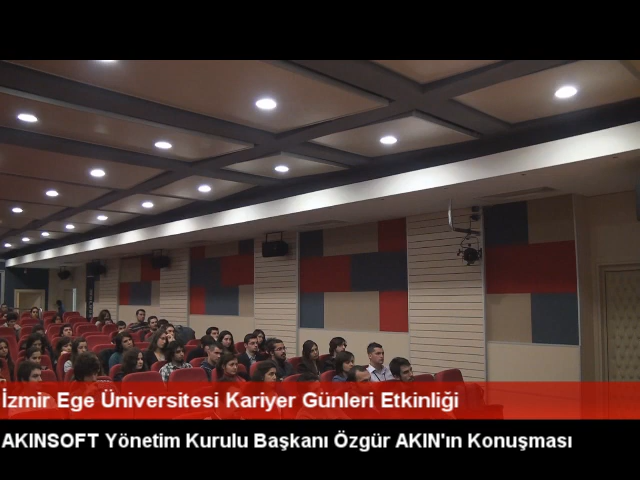 İzmir Ege Üniversitesi Kariyer Günleri Etkinliği
AKINSOFT Yönetim Kurulu Başkanı Özgür AKIN'ın Konuşması